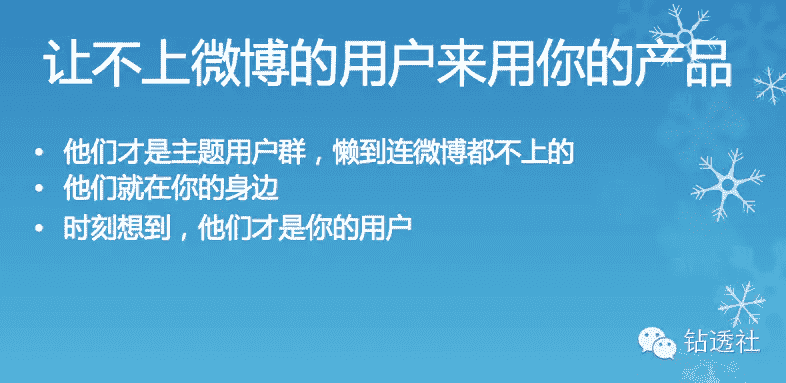 让不上微博的用户来用你的产品
• 他们才是主题用户群，懒到连微博都不上的
• 他们就在你的身边
• 时刻想到，他们才是你的用户
钻透社